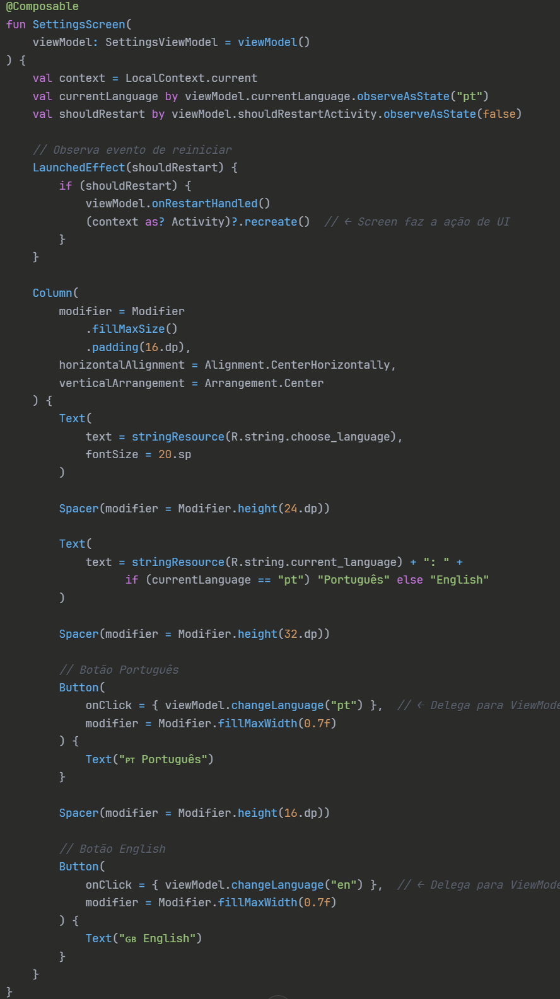 @Composable
fun SettingsScreen(
    viewModel: SettingsViewModel = viewModel()
) {
    val context = LocalContext.current
    val currentLanguage by viewModel.currentLanguage.observeAsState("pt")
    val shouldRestart by viewModel.shouldRestartActivity.observeAsState(false)

    // Observa evento de reiniciar
    LaunchedEffect(shouldRestart) {
        if (shouldRestart) {
            viewModel.onRestartHandled()
            (context as? Activity)?.recreate()  // ← Screen faz a ação de UI
        }
    }

    Column(
        modifier = Modifier
            .fillMaxSize()
            .padding(16.dp),
        horizontalAlignment = Alignment.CenterHorizontally,
        verticalArrangement = Arrangement.Center
    ) {
        Text(
            text = stringResource(R.string.choose_language),
            fontSize = 20.sp
        )

        Spacer(modifier = Modifier.height(24.dp))

        Text(
            text = stringResource(R.string.current_language) + ": " +
                  if (currentLanguage == "pt") "Português" else "English"
        )

        Spacer(modifier = Modifier.height(32.dp))

        // Botão Português
        Button(
            onClick = { viewModel.changeLanguage("pt") },  // ← Delega para ViewMode
            modifier = Modifier.fillMaxWidth(0.7f)
        ) {
            Text("🇵🇹 Português")
        }

        Spacer(modifier = Modifier.height(16.dp))

        // Botão English
        Button(
            onClick = { viewModel.changeLanguage("en") },  // ← Delega para ViewMode
            modifier = Modifier.fillMaxWidth(0.7f)
        ) {
            Text("🇬🇧 English")
        }
    }
}